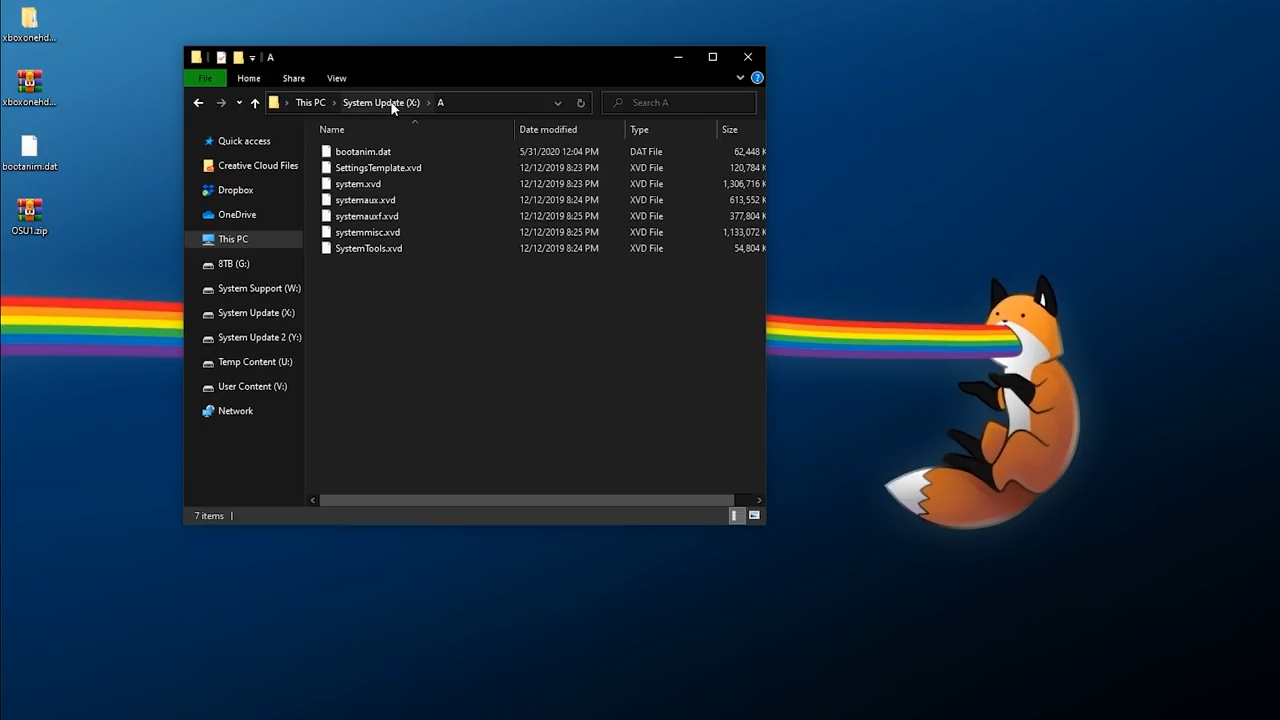 xboxonehd...
xboxonehd...
bootanim.dat
OSU1.zip
A
File Home Share View
This PC System Update (X:) A
Search A
Quick access
Creative Cloud Files
Dropbox
OneDrive
This PC
8TB (G:)
System Support (W:)
System Update (X:)
System Update 2 (Y:)
Temp Content (U:)
User Content (V:)
Network
Name Date modified Type Size
bootanim.dat 5/31/2020 12:04 PM DAT File 62,448 K
SettingsTemplate.xvd 12/12/2019 8:23 PM XVD File 120,784 K
system.xvd 12/12/2019 8:23 PM XVD File 1,306,716 K
systemaux.xvd 12/12/2019 8:24 PM XVD File 613,552 K
systemauxf.xvd 12/12/2019 8:25 PM XVD File 377,804 K
systemmisc.xvd 12/12/2019 8:25 PM XVD File 1,133,072 K
SystemTools.xvd 12/12/2019 8:24 PM XVD File 54,804 K
7 items